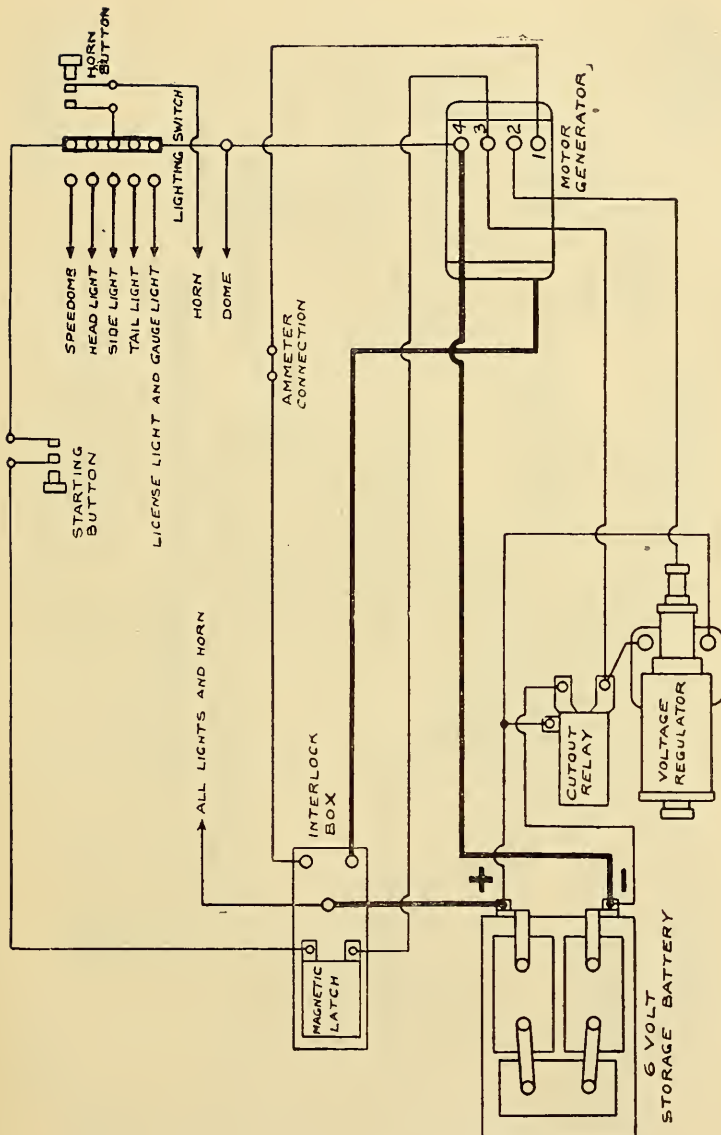 HORN
BUTTON
LIGHTING SWITCH
SPEEDOMR
HEAD LIGHT
SIDE LIGHT
TAIL LIGHT
LICENSE LIGHT AND GAUGE LIGHT
HORN
DOME
STARTING
BUTTON
AMMETER
CONNECTION
MOTOR
GENERATOR
4
3
2
1
ALL LIGHTS AND HORN
INTERLOCK
BOX
MAGNETIC
LATCH
CUTOUT
RELAY
VOLTAGE
REGULATOR
+
-
6 VOLT
STORAGE BATTERY